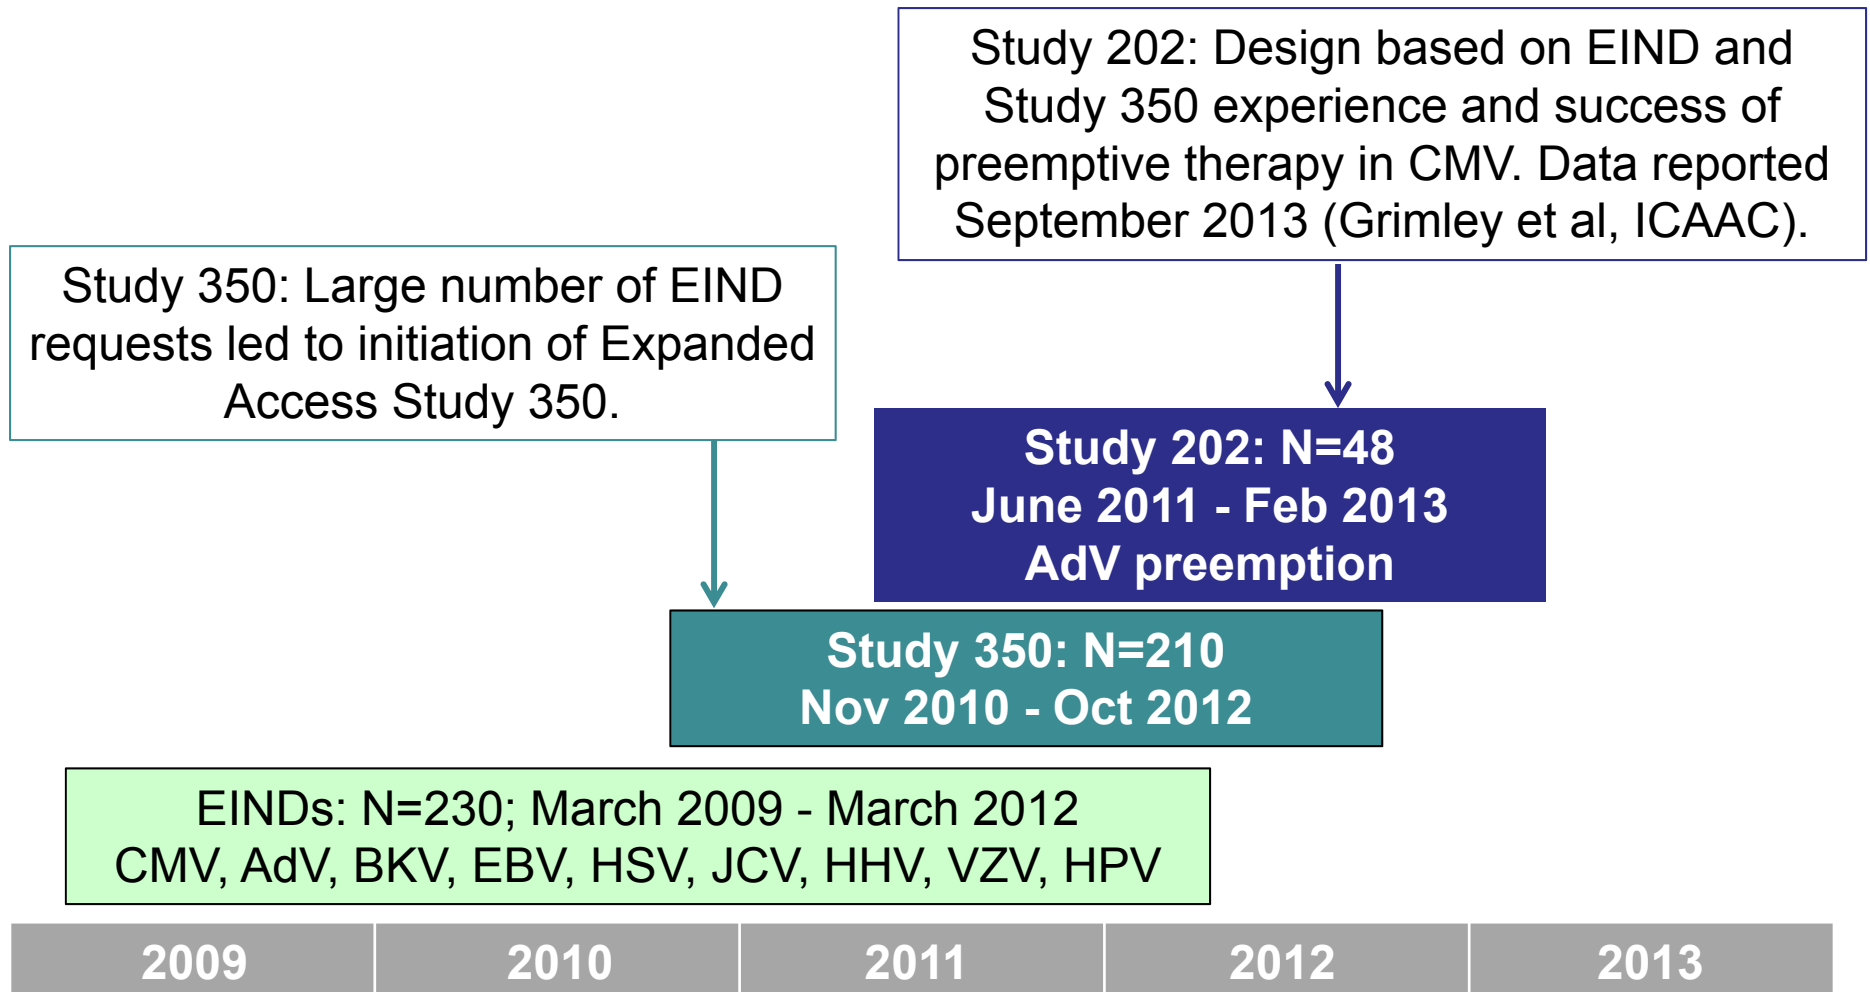 Study 202: Design based on EIND and
Study 350 experience and success of
preemptive therapy in CMV. Data reported
September 2013 (Grimley et al, ICAAC).
Study 350: Large number of EIND
requests led to initiation of Expanded
Access Study 350.
Study 202: N=48
June 2011 - Feb 2013
AdV preemption
Study 350: N=210
Nov 2010 - Oct 2012
EINDs: N=230; March 2009 - March 2012
CMV, AdV, BKV, EBV, HSV, JCV, HHV, VZV, HPV
2009 2010 2011 2012 2013